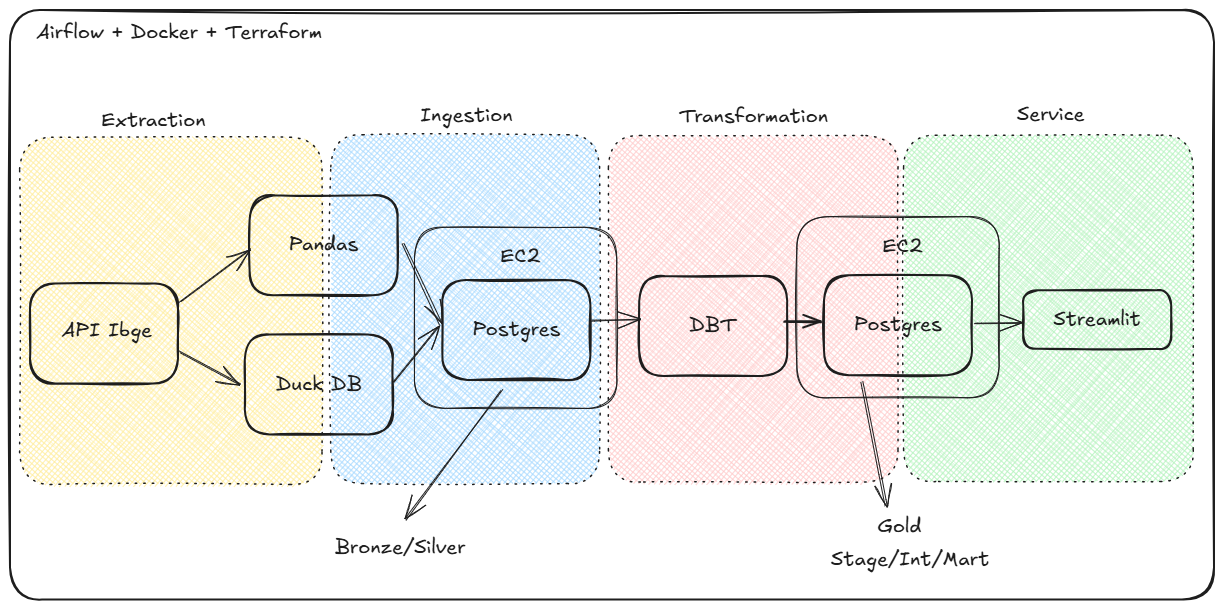 Airflow + Docker + Terraform
Extraction
Ingestion
Transformation
Service
API Ibge
Pandas
Duck DB
EC2
Postgres
DBT
EC2
Postgres
Streamlit
Bronze/Silver
Gold
Stage/Int/Mart